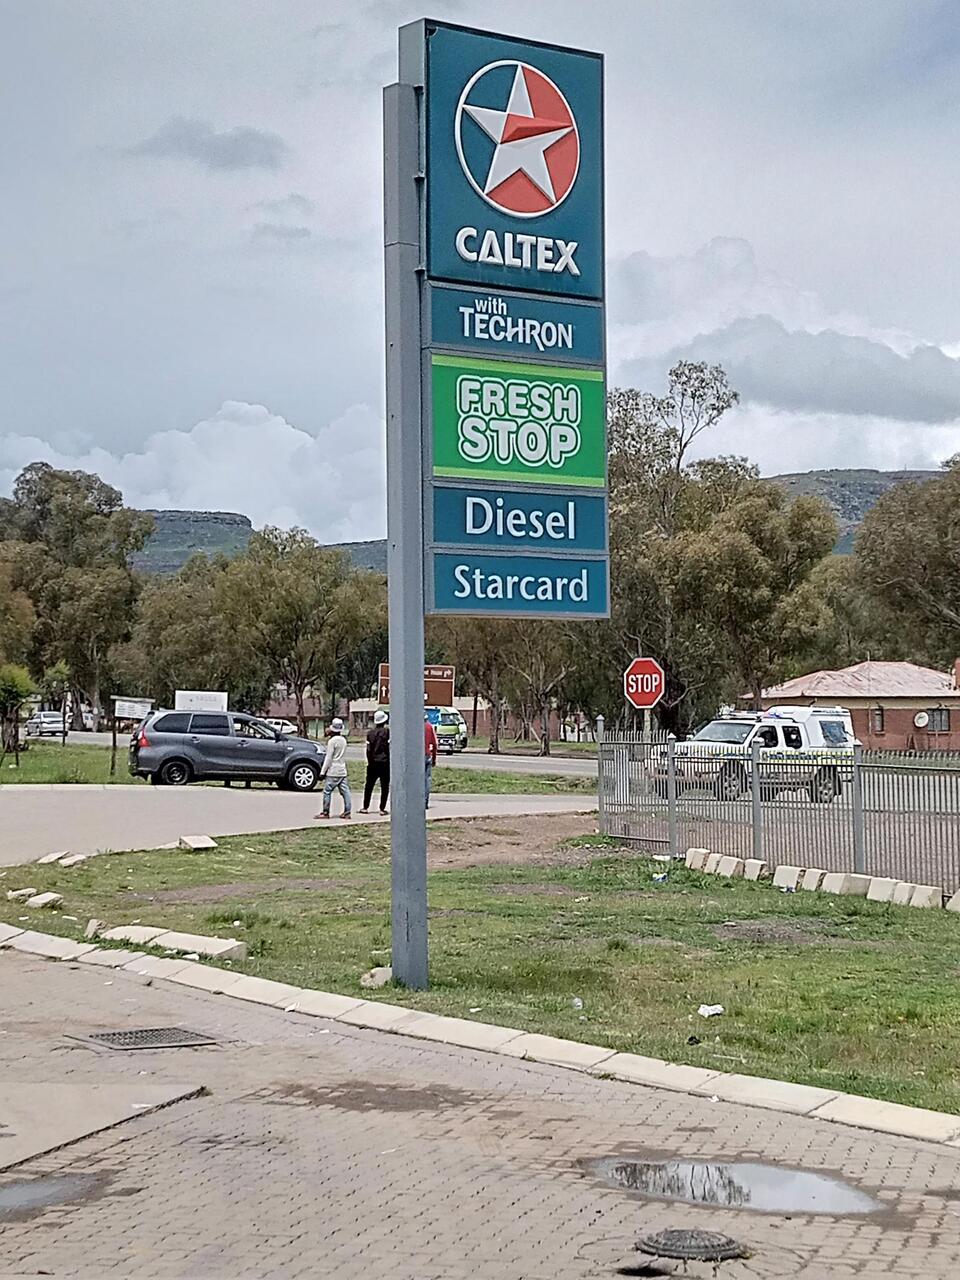 CALTEX
with
TECHRON
FRESH
STOP
Diesel
Starcard
STOP